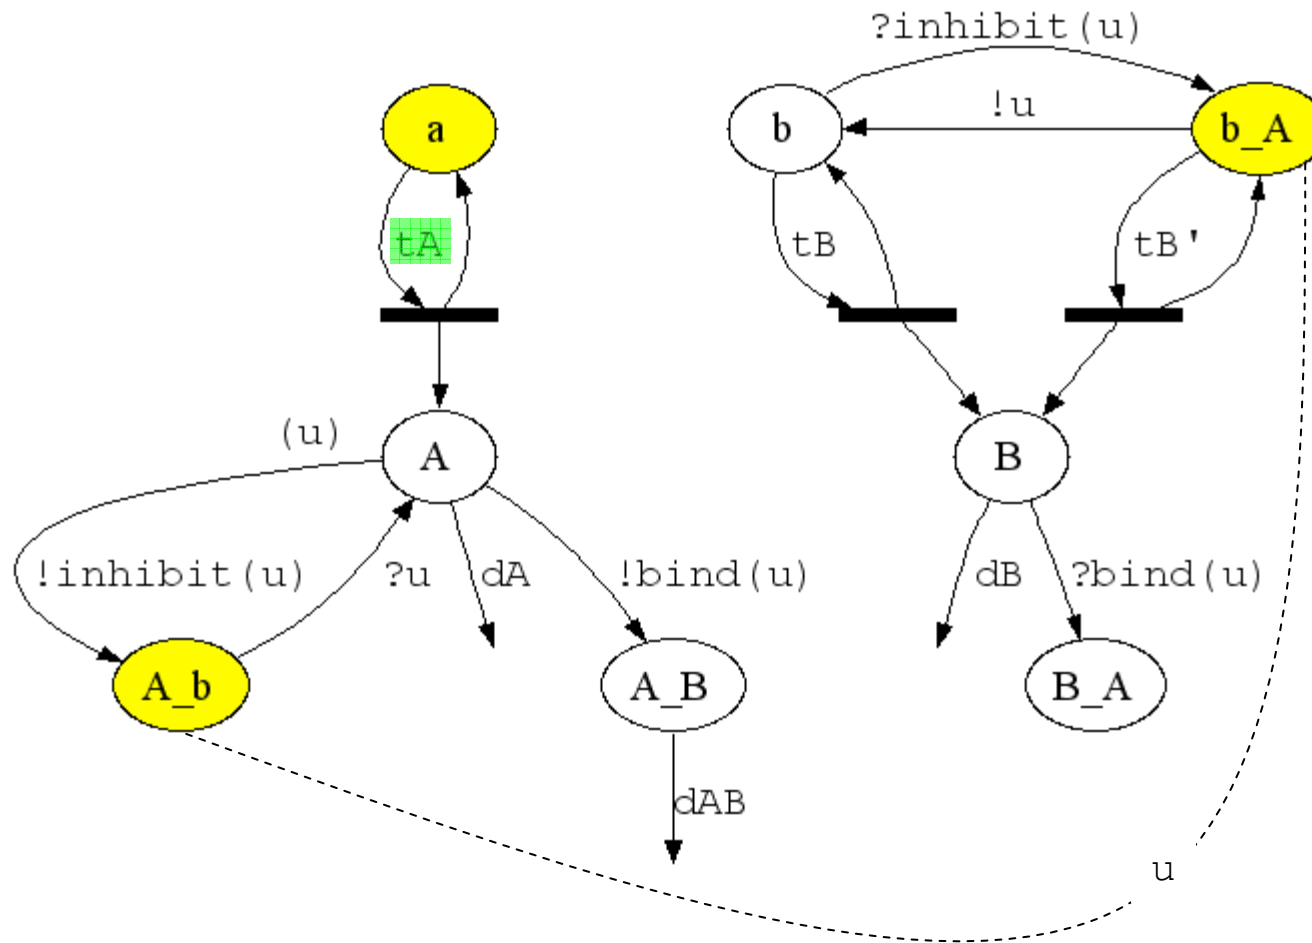 ?inhibit(u)
a
b
!u
b_A
tA
tB
tB'
(u)
A
B
!inhibit(u)
?u
dA
!bind(u)
dB
?bind(u)
A_b
A_B
B_A
dAB
u